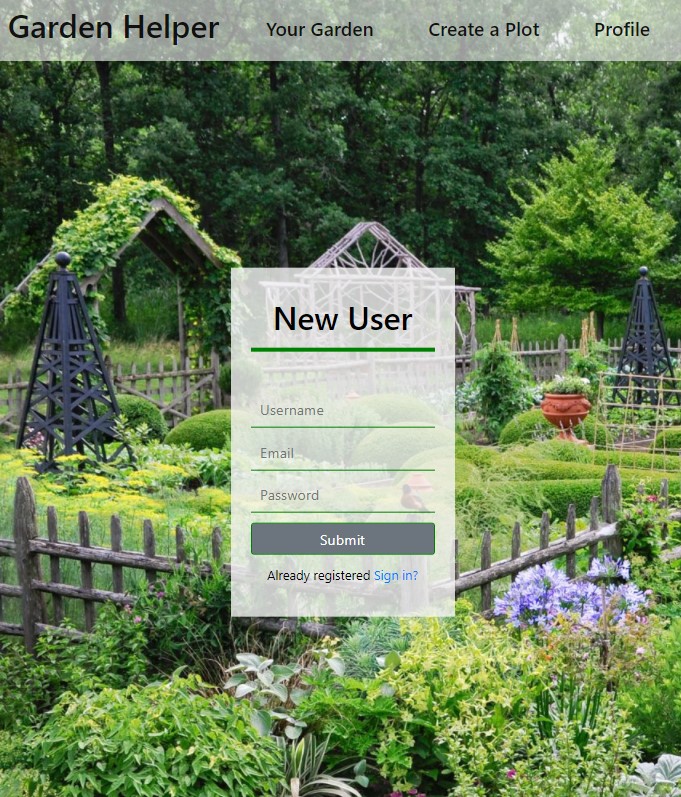 Garden Helper Your Garden Create a Plot Profile
New User
Username
Email
Password
Submit
Already registered Sign in?